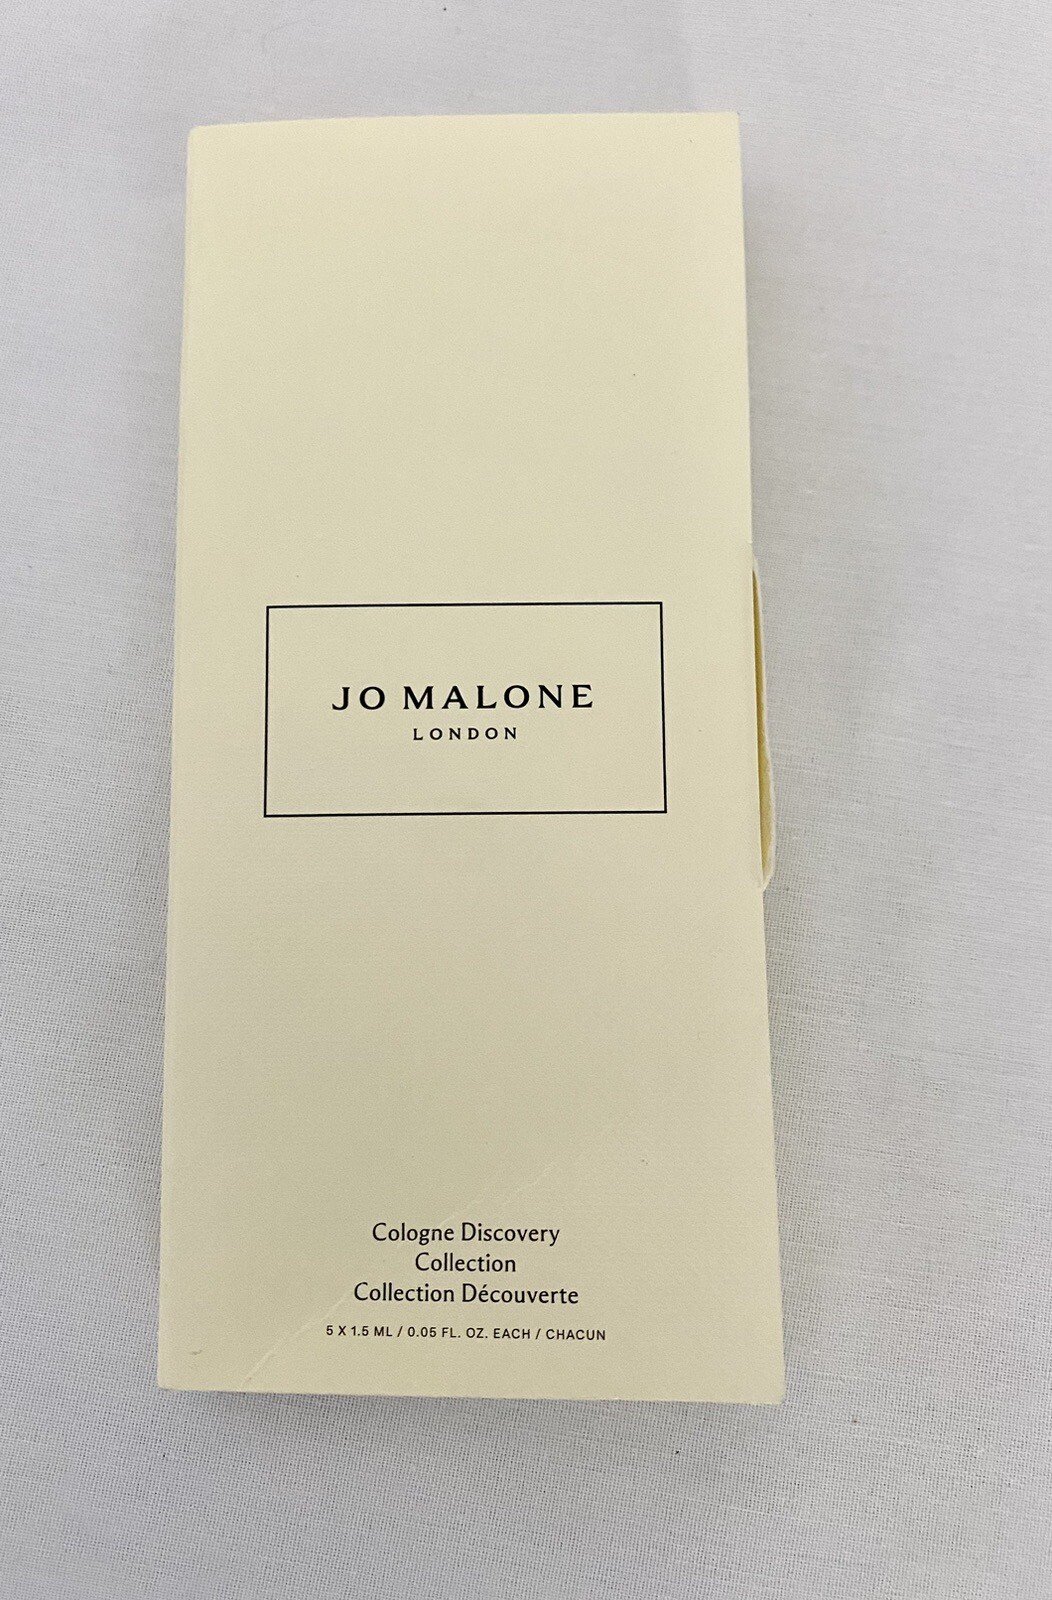 JO MALONE
LONDON
Cologne Discovery
Collection
Collection Découverte
5 X 1.5 ML / 0.05 FL. OZ. EACH / CHACUN